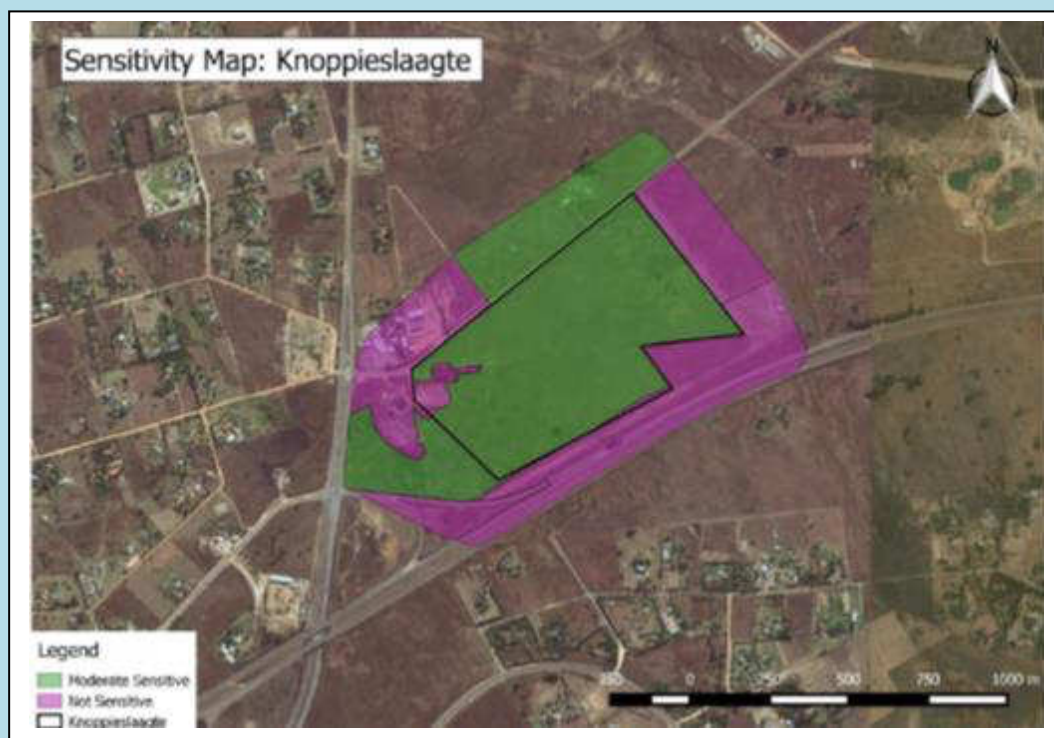 Sensitivity Map: Knoppieslaagte
N
Legend
Moderate Sensitive
Not Sensitive
Knoppieslaagte
250 0 250 500 750 1000 m